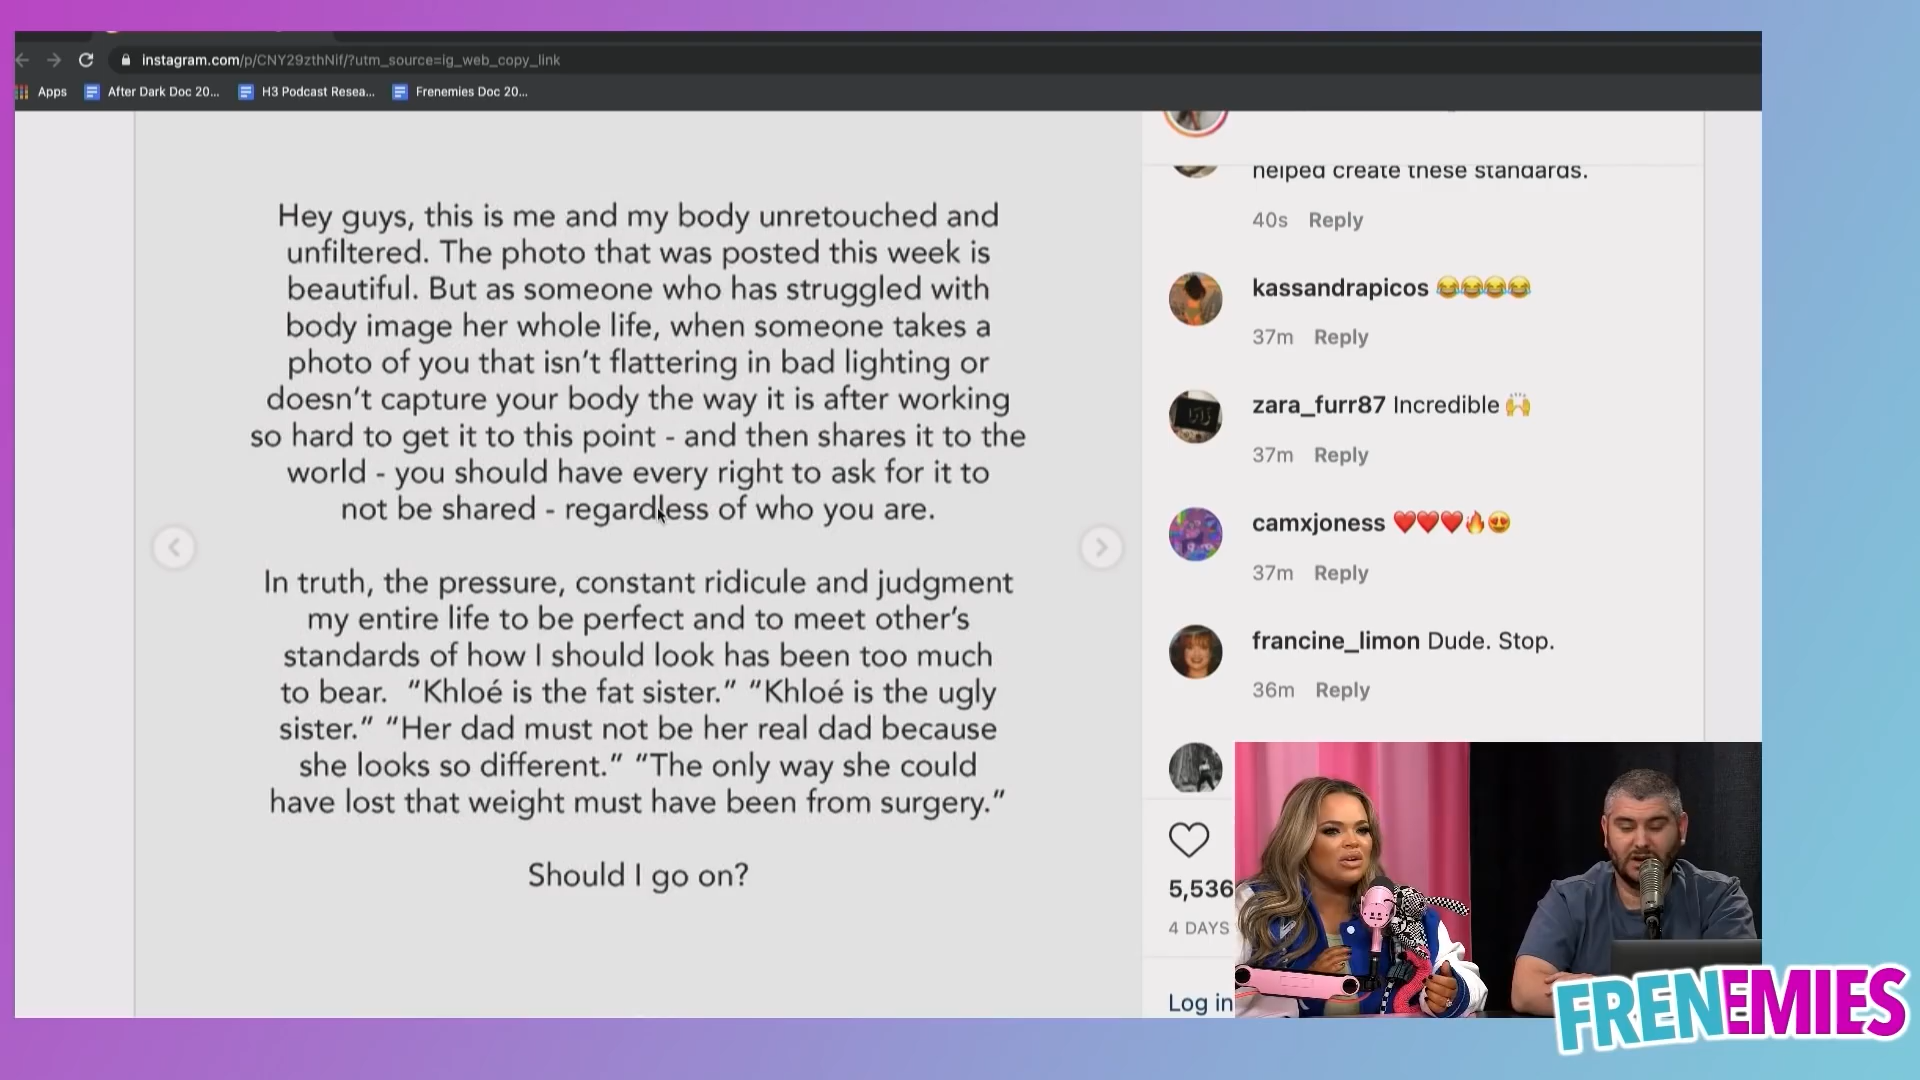 instagram.com/p/CNY29zthNif/?utm_source=ig_web_copy_link
Apps
After Dark Doc 20...
H3 Podcast Resea...
Frenemies Doc 20...
Hey guys, this is me and my body unretouched and
unfiltered. The photo that was posted this week is
beautiful. But as someone who has struggled with
body image her whole life, when someone takes a
photo of you that isn’t flattering in bad lighting or
doesn’t capture your body the way it is after working
so hard to get it to this point - and then shares it to the
world - you should have every right to ask for it to
not be shared - regardless of who you are.
In truth, the pressure, constant ridicule and judgment
my entire life to be perfect and to meet other’s
standards of how I should look has been too much
to bear. “Khloé is the fat sister.” “Khloé is the ugly
sister.” “Her dad must not be her real dad because
she looks so different.” “The only way she could
have lost that weight must have been from surgery.”
Should I go on?
helped create these standards.
40s Reply
kassandrapicos 😂😂😂😂
37m Reply
zara_furr87 Incredible 🙌
37m Reply
camxjoness ❤️❤️❤️🔥😍
37m Reply
francine_limon Dude. Stop.
36m Reply
5,536
4 DAYS
Log in
FRENEMIES